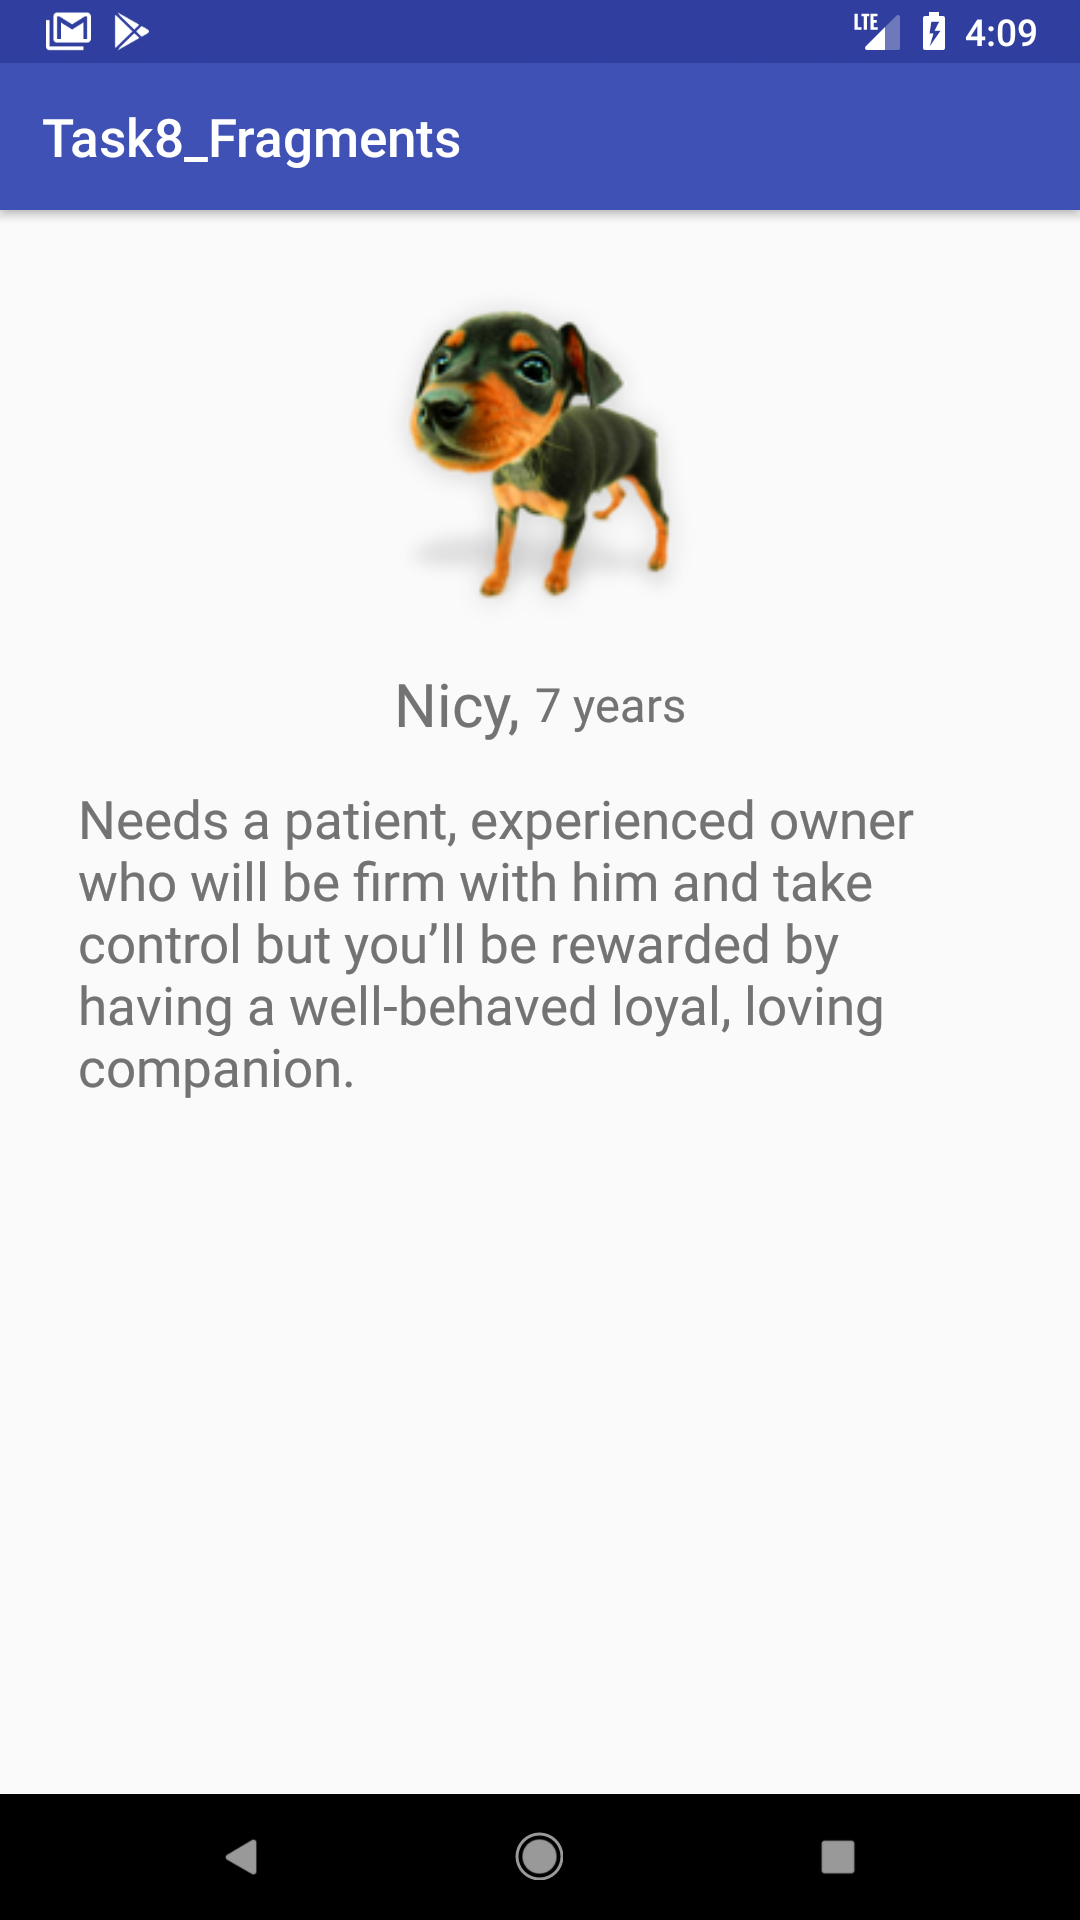 LTE 4:09
Task8_Fragments
Nicy, 7 years
Needs a patient, experienced owner
who will be firm with him and take
control but you’ll be rewarded by
having a well-behaved loyal, loving
companion.